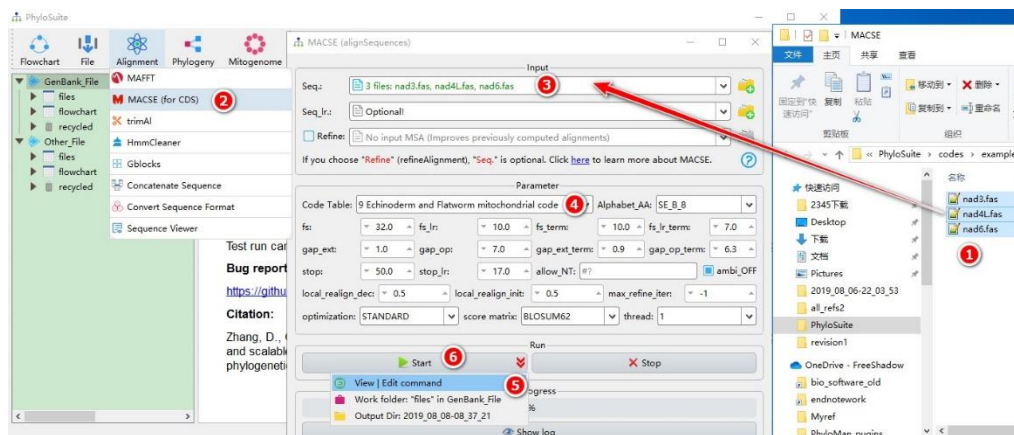 PhyloSuite
Flowchart File Alignment Phylogeny Mitogenome
GenBank_File
files
flowchart
recycled
Other_File
files
flowchart
recycled
MAFFT
MACSE (for CDS)
2
trimAl
HmmCleaner
Gblocks
Concatenate Sequence
Convert Sequence Format
Sequence Viewer
Test run can
Bug report
https://githu
Citation:
Zhang, D.,
and scalabl
phylogeneti
MACSE (alignSequences)
Input
Seq.: 3 files: nad3.fas, nad4L.fas, nad6.fas
3
Seq_lr.: Optional!
Refine: No input MSA (Improves previously computed alignments)
If you choose "Refine" (refineAlignment), "Seq." is optional. Click here to learn more about MACSE.
Parameter
Code Table: 9 Echinoderm and Flatworm mitochondrial code 4 Alphabet_AA: SE_B_8
fs: 32.0 fs_lr: 10.0 fs_term: 10.0 fs_lr_term: 7.0
gap_ext: 1.0 gap_op: 7.0 gap_ext_term: 0.9 gap_op_term: 6.3
stop: 50.0 stop_lr: 17.0 allow_NT: #? ambi_OFF
local_realign_dec: 0.5 local_realign_init: 0.5 max_refine_iter: -1
optimization: STANDARD score matrix: BLOSUM62 thread: 1
Run
Start 6 Stop
View | Edit command 5
Work folder: "files" in GenBank_File
Output Dir: 2019_08_08-08_37_21
ogress
%
Show log
MACSE
文件 主页 共享 查看
固定到"快速访问"
复制
粘贴
移动到 删除
复制到 重命名
剪贴板 组织
« PhyloSuite › codes › example
名称
nad3.fas
nad4L.fas
nad6.fas
1
快速访问
2345下载
Desktop
下载
文档
Pictures
2019_08_06-22_03_53
all_refs2
PhyloSuite
revision1
OneDrive - FreeShadow
bio_software_old
endnotework
Myref
PhyloMan_pugins